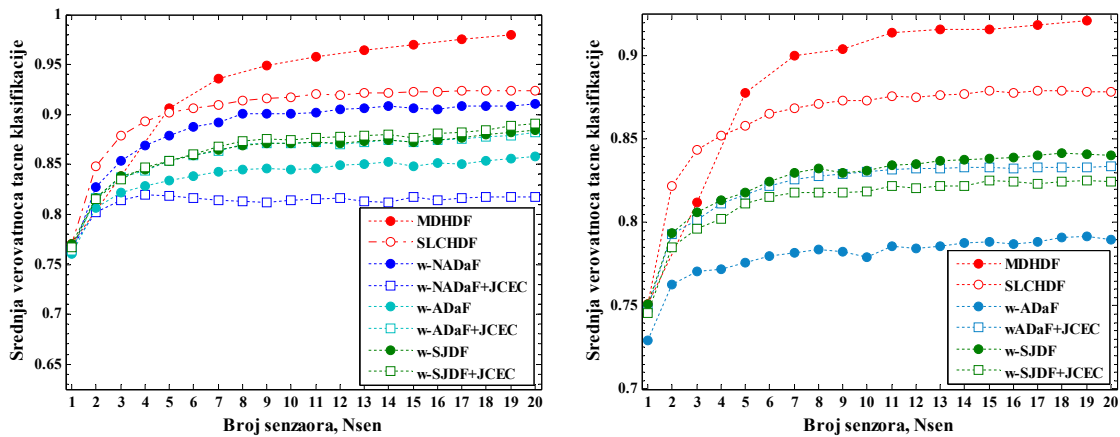 Srednja verovatnoca tacne klasifikacije
1
0.95
0.9
0.85
0.8
0.75
0.7
0.65
MDHDF
SLCHDF
w-NADaF
w-NADaF+JCEC
w-ADaF
w-ADaF+JCEC
w-SJDF
w-SJDF+JCEC
1 2 3 4 5 6 7 8 9 10 11 12 13 14 15 16 17 18 19 20
Broj senzaora, Nsen
Srednja verovatnoca tacne klasifikacije
0.9
0.85
0.8
0.75
0.7
MDHDF
SLCHDF
w-ADaF
wADaF+JCEC
w-SJDF
w-SJDF+JCEC
1 2 3 4 5 6 7 8 9 10 11 12 13 14 15 16 17 18 19 20
Broj senzora, Nsen